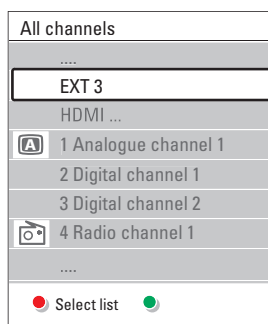 All channels
....
EXT 3
HDMI ...
A 1 Analogue channel 1
2 Digital channel 1
3 Digital channel 2
4 Radio channel 1
....
Select list